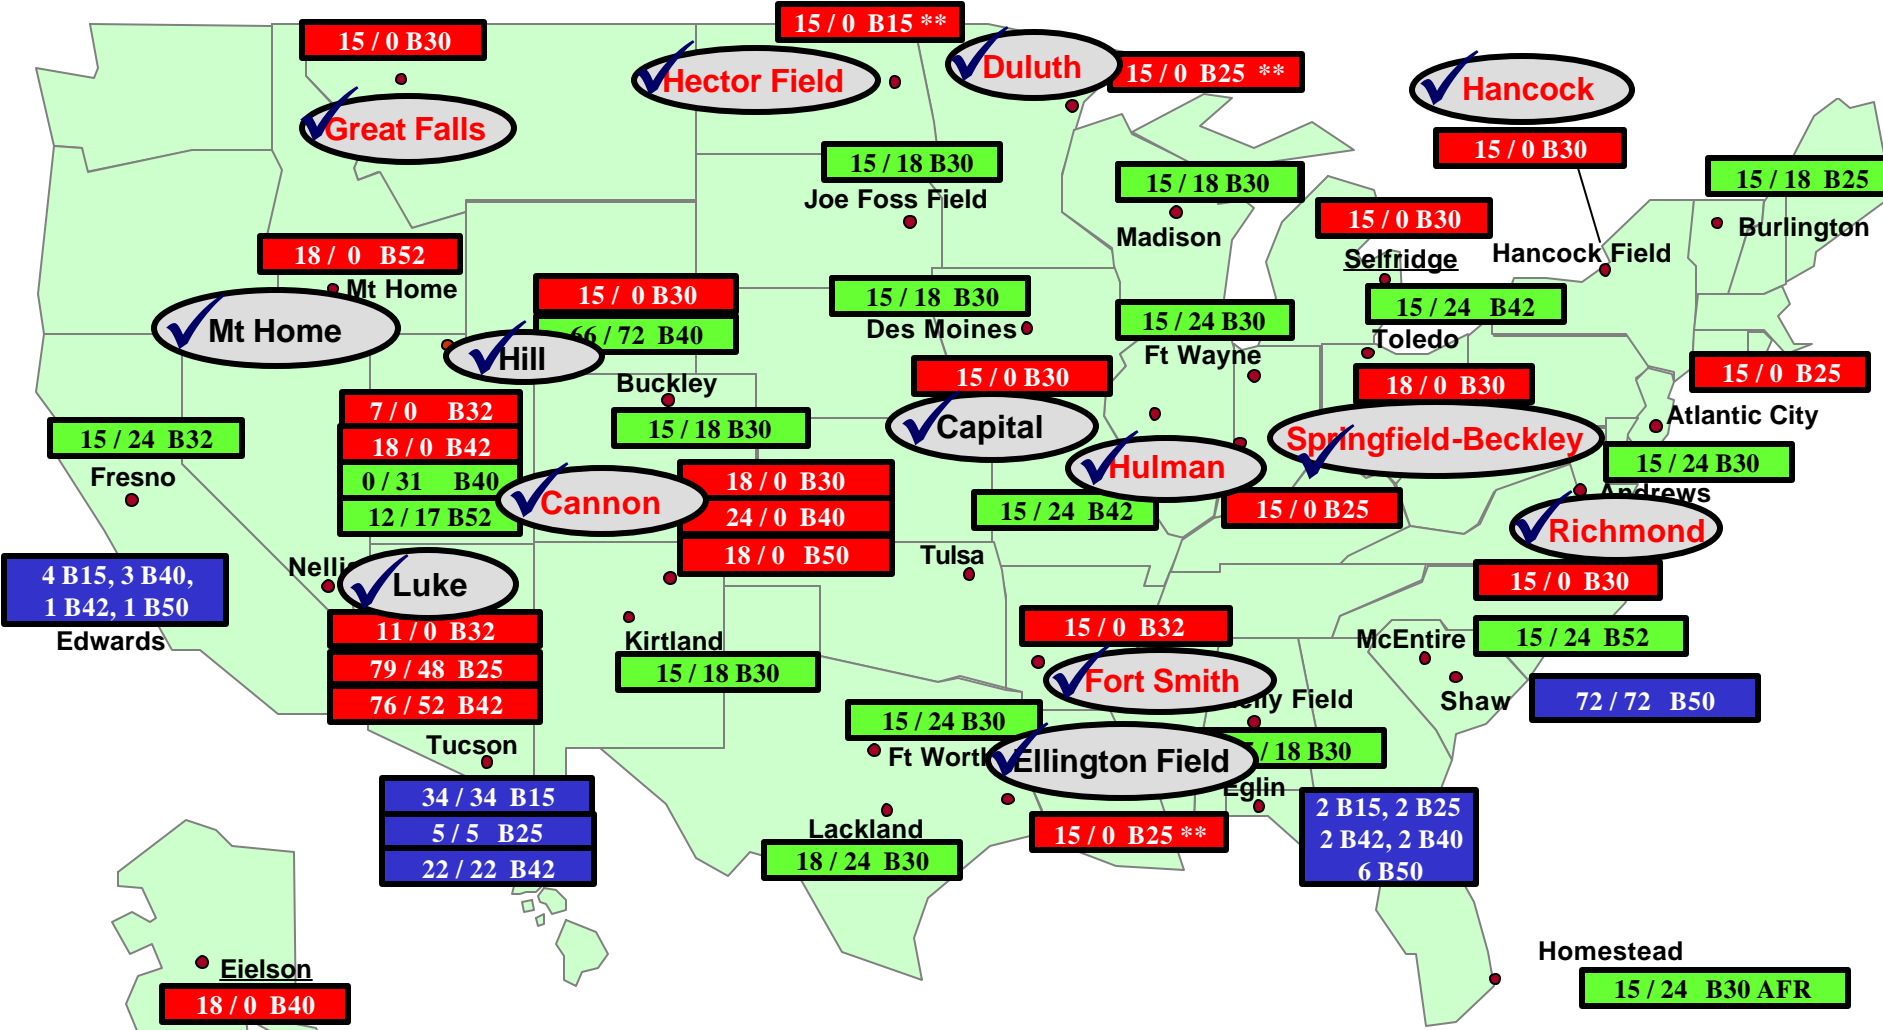 15 / 0 B15 **
15 / 0 B30
Duluth
Hector Field
15 / 0 B25 **
Hancock
Great Falls
15 / 0 B30
15 / 18 B30
Joe Foss Field
15 / 18 B30
Madison
15 / 18 B25
Burlington
15 / 0 B30
Selfridge
Hancock Field
18 / 0 B52
Mt Home
Mt Home
15 / 0 B30
66 / 72 B40
Hill
15 / 18 B30
Des Moines
15 / 24 B30
Ft Wayne
15 / 24 B42
Toledo
15 / 0 B25
Buckley
15 / 18 B30
15 / 0 B30
Capital
18 / 0 B30
Springfield-Beckley
Atlantic City
15 / 24 B30
15 / 24 B32
Fresno
7 / 0 B32
18 / 0 B42
0 / 31 B40
12 / 17 B52
Cannon
18 / 0 B30
24 / 0 B40
18 / 0 B50
Hulman
15 / 24 B42
15 / 0 B25
Andrews
Richmond
15 / 0 B30
4 B15, 3 B40,
1 B42, 1 B50
Edwards
Nellis
Luke
11 / 0 B32
79 / 48 B25
76 / 52 B42
Tulsa
Kirtland
15 / 18 B30
15 / 0 B32
Fort Smith
McEntire
15 / 24 B52
Shaw
72 / 72 B50
Field
/ 18 B30
15 / 24 B30
Ft Worth
Ellington Field
Eglin
15 / 0 B25 **
2 B15, 2 B25
2 B42, 2 B40
6 B50
Tucson
34 / 34 B15
5 / 5 B25
22 / 22 B42
Lackland
18 / 24 B30
Eielson
18 / 0 B40
Homestead
15 / 24 B30 AFR